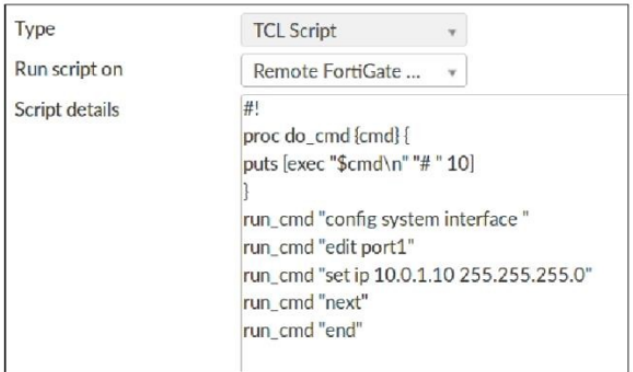 Type
TCL Script
Run script on
Remote FortiGate ...
Script details
#!
proc do_cmd {cmd} {
puts [exec "$cmd\n" "# " 10]
}
run_cmd "config system interface "
run_cmd "edit port1"
run_cmd "set ip 10.0.1.10 255.255.255.0"
run_cmd "next"
run_cmd "end"